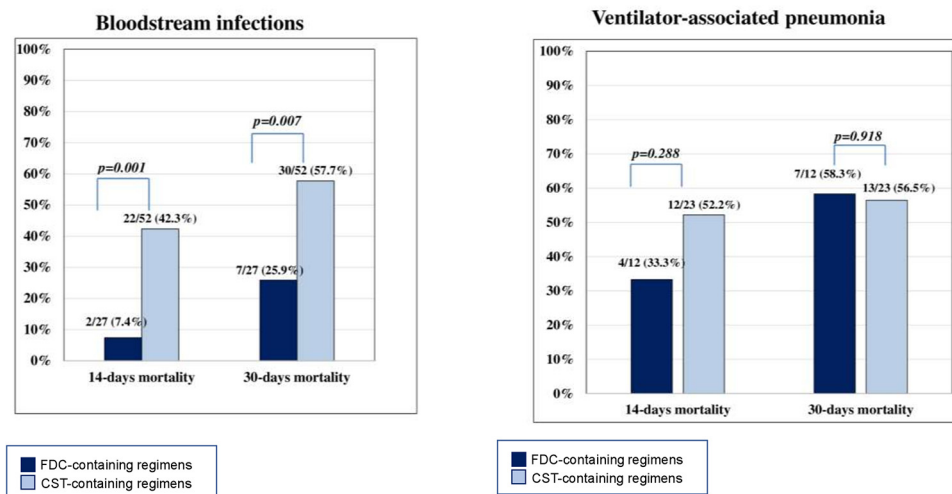 Bloodstream infections
100%
90%
80%
70%
60%
50%
40%
30%
20%
10%
0%
p=0.001
p=0.007
22/52 (42.3%)
30/52 (57.7%)
2/27 (7.4%)
7/27 (25.9%)
14-days mortality
30-days mortality
FDC-containing regimens
CST-containing regimens
Ventilator-associated pneumonia
100%
90%
80%
70%
60%
50%
40%
30%
20%
10%
0%
p=0.288
p=0.918
4/12 (33.3%)
12/23 (52.2%)
7/12 (58.3%)
13/23 (56.5%)
14-days mortality
30-days mortality
FDC-containing regimens
CST-containing regimens